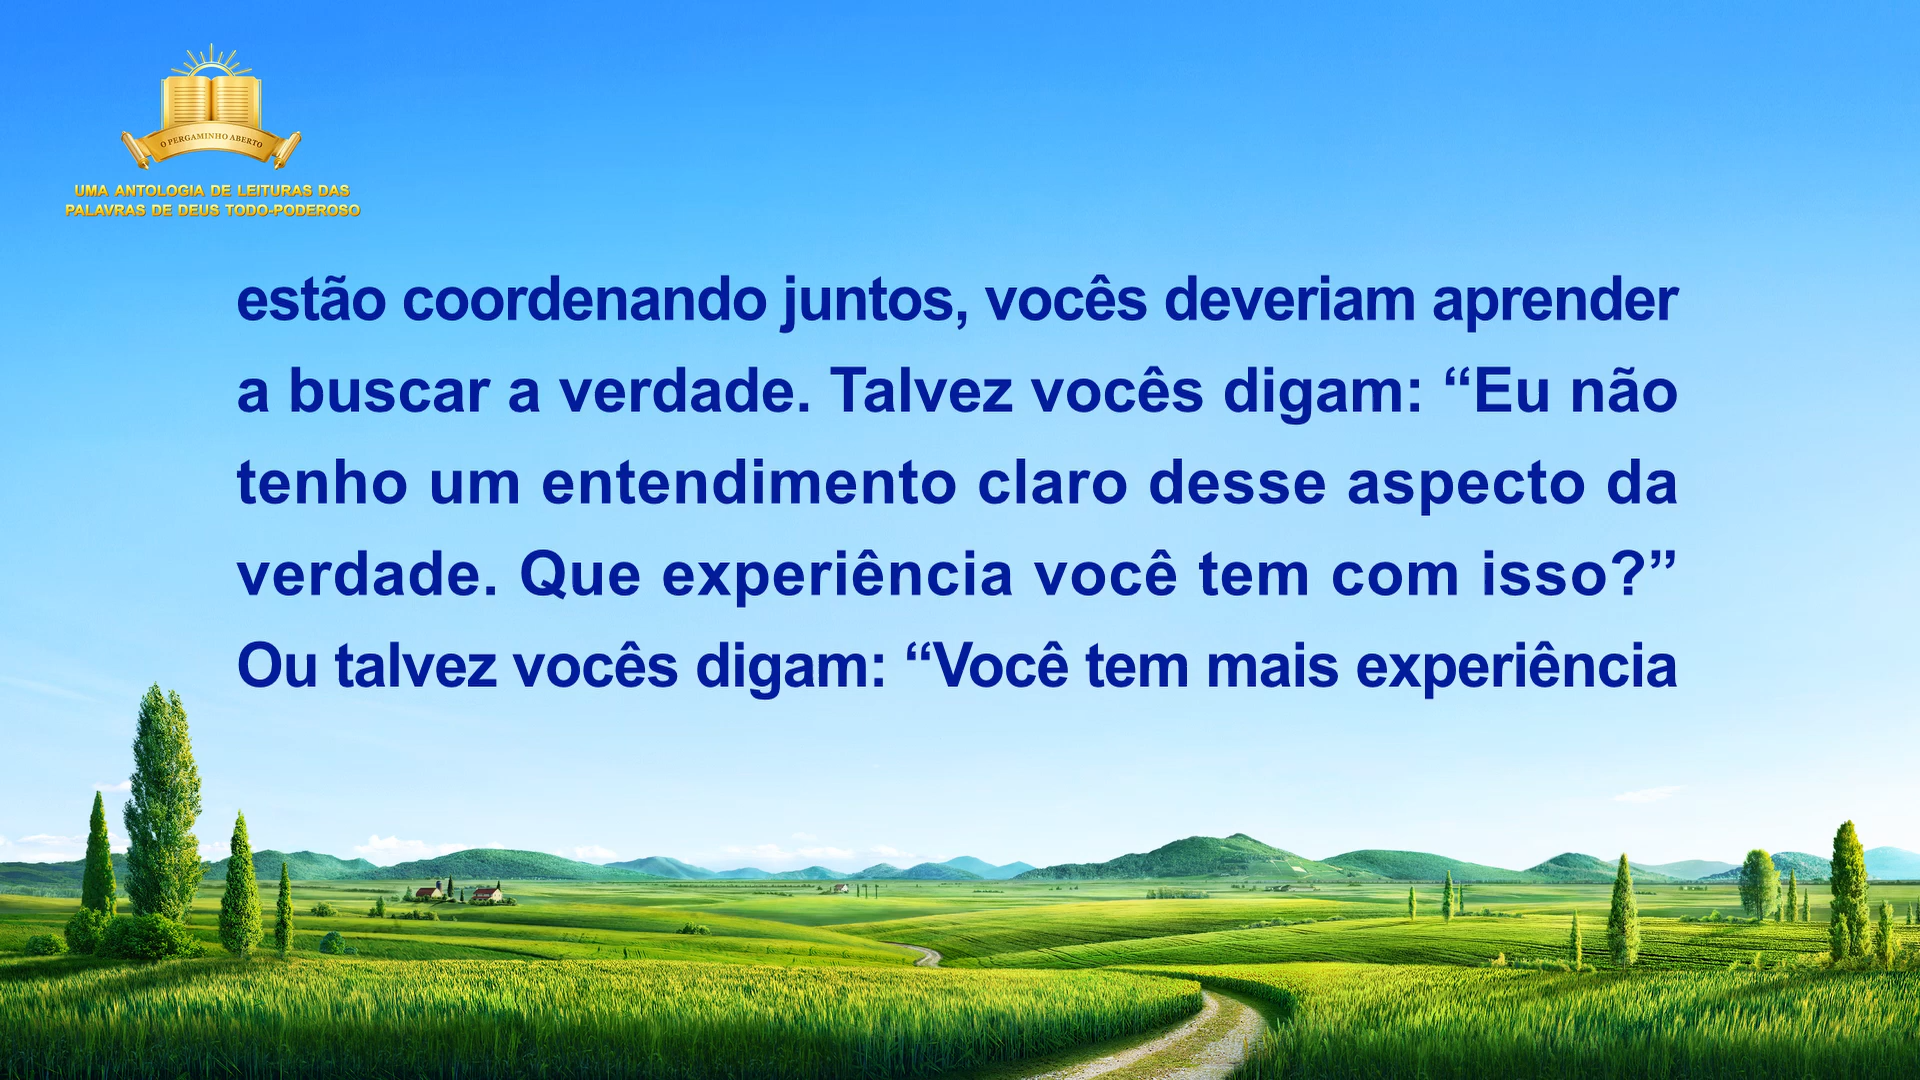 O PERGAMINHO ABERTO
UMA ANTOLOGIA DE LEITURAS DAS
PALAVRAS DE DEUS TODO-PODEROSO
estão coordenando juntos, vocês deveriam aprender
a buscar a verdade. Talvez vocês digam: “Eu não
tenho um entendimento claro desse aspecto da
verdade. Que experiência você tem com isso?”
Ou talvez vocês digam: “Você tem mais experiência